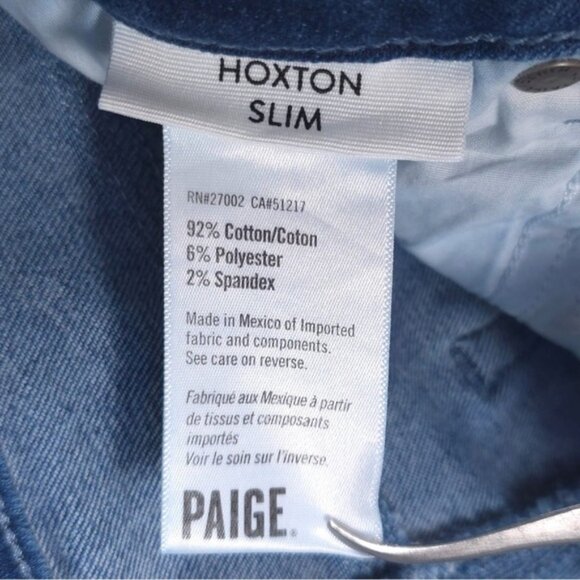 HOXTON
SLIM
RN#27002 CA#51217
92% Cotton/Coton
6% Polyester
2% Spandex
Made in Mexico of Imported
fabric and components.
See care on reverse.
Fabriqué aux Mexique à partir
de tissus et composants
importés
Voir le soin sur l'inverse.
PAIGE.